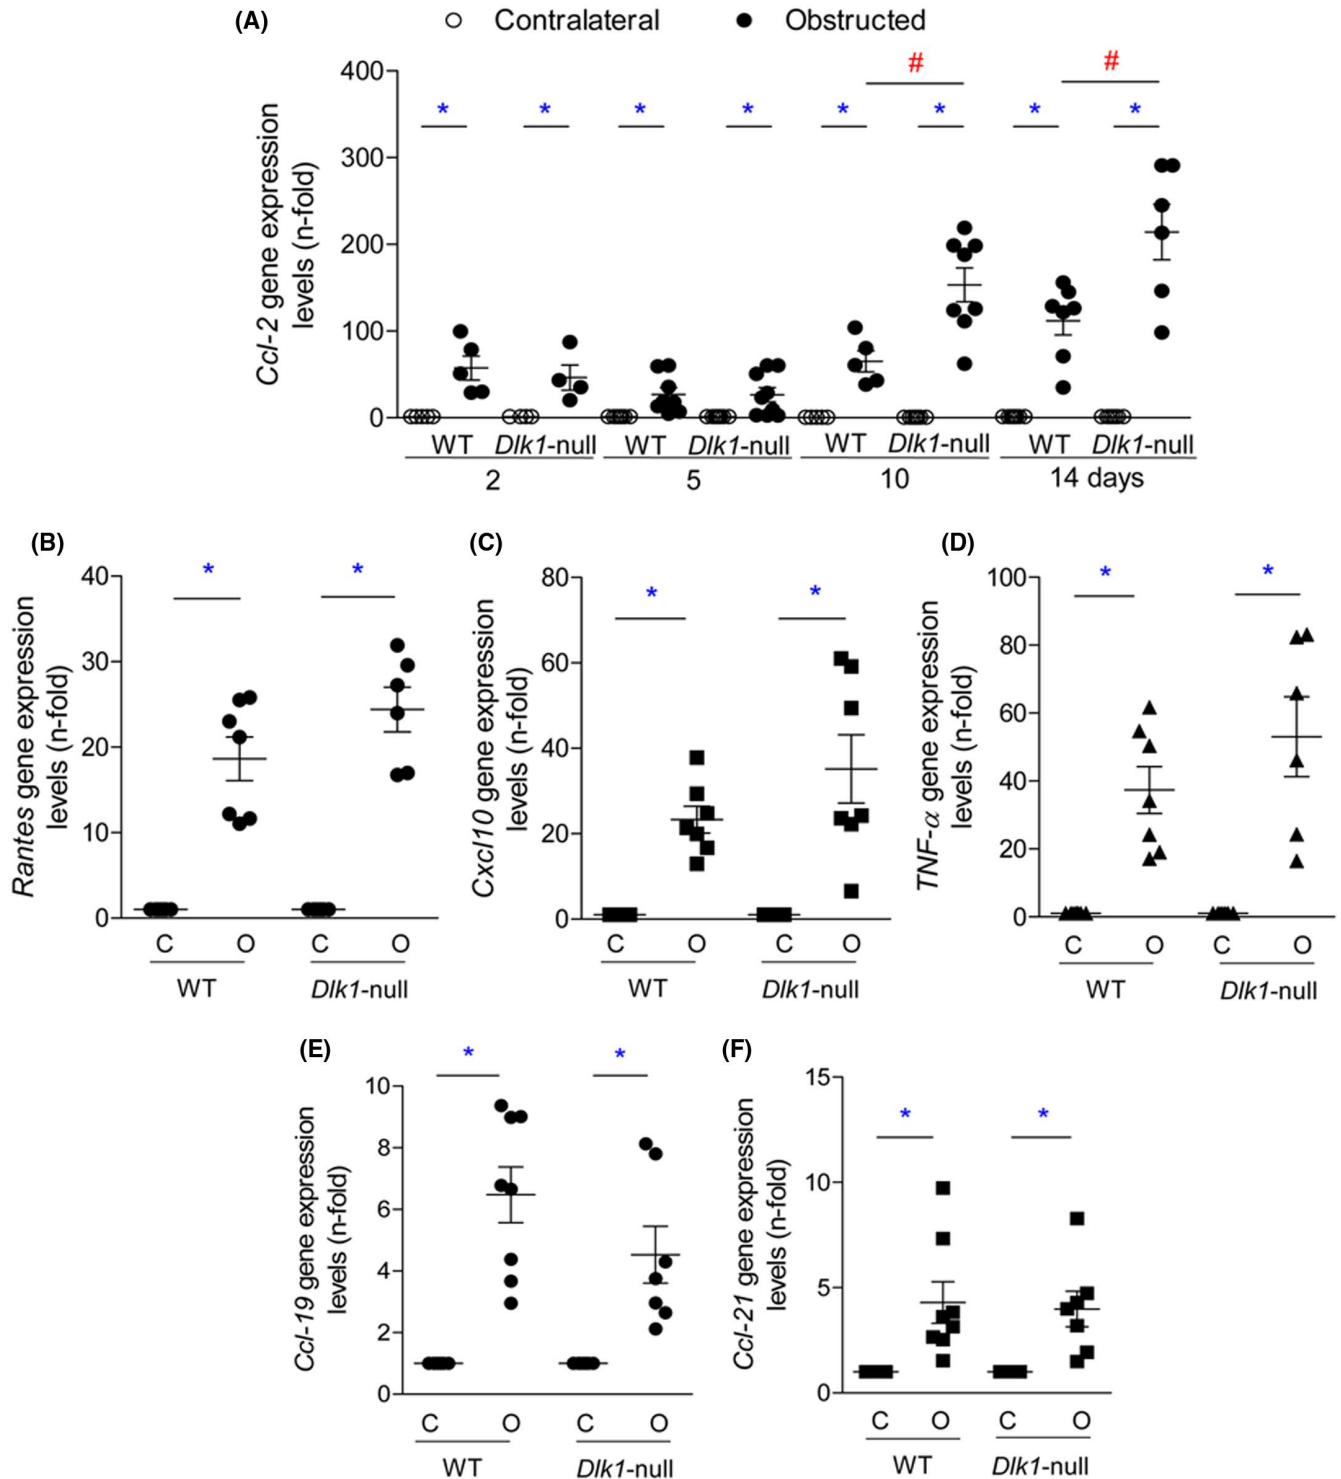 (A)
Contralateral Obstructed
Ccl-2 gene expression
levels (n-fold)
400
300
200
100
0
* * * * * * * *
# #
WT Dlk1-null WT Dlk1-null WT Dlk1-null WT Dlk1-null
2 5 10 14 days
(B)
Rantes gene expression
levels (n-fold)
40
30
20
10
0
* *
C O C O
WT Dlk1-null
(C)
Cxcl10 gene expression
levels (n-fold)
80
60
40
20
0
* *
C O C O
WT Dlk1-null
(D)
TNF-α gene expression
levels (n-fold)
100
80
60
40
20
0
* *
C O C O
WT Dlk1-null
(E)
Ccl-19 gene expression
levels (n-fold)
10
8
6
4
2
0
* *
C O C O
WT Dlk1-null
(F)
Ccl-21 gene expression
levels (n-fold)
15
10
5
0
* *
C O C O
WT Dlk1-null